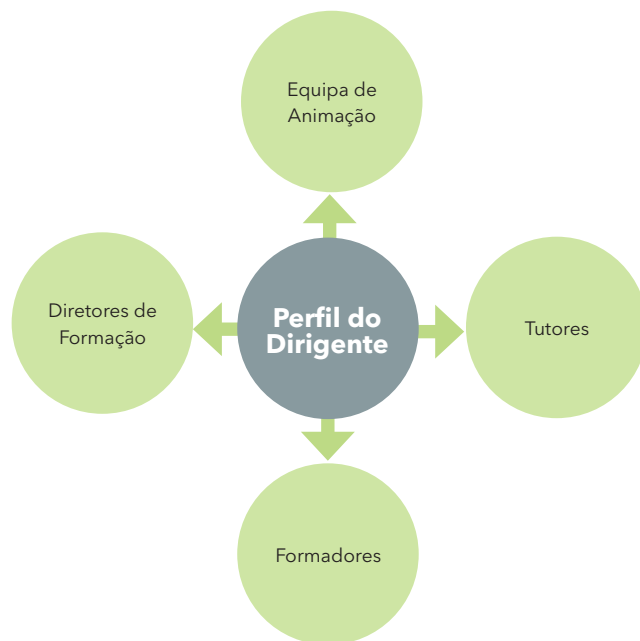 Equipa de
Animação
Diretores de
Formação
Perfil do
Dirigente
Tutores
Formadores